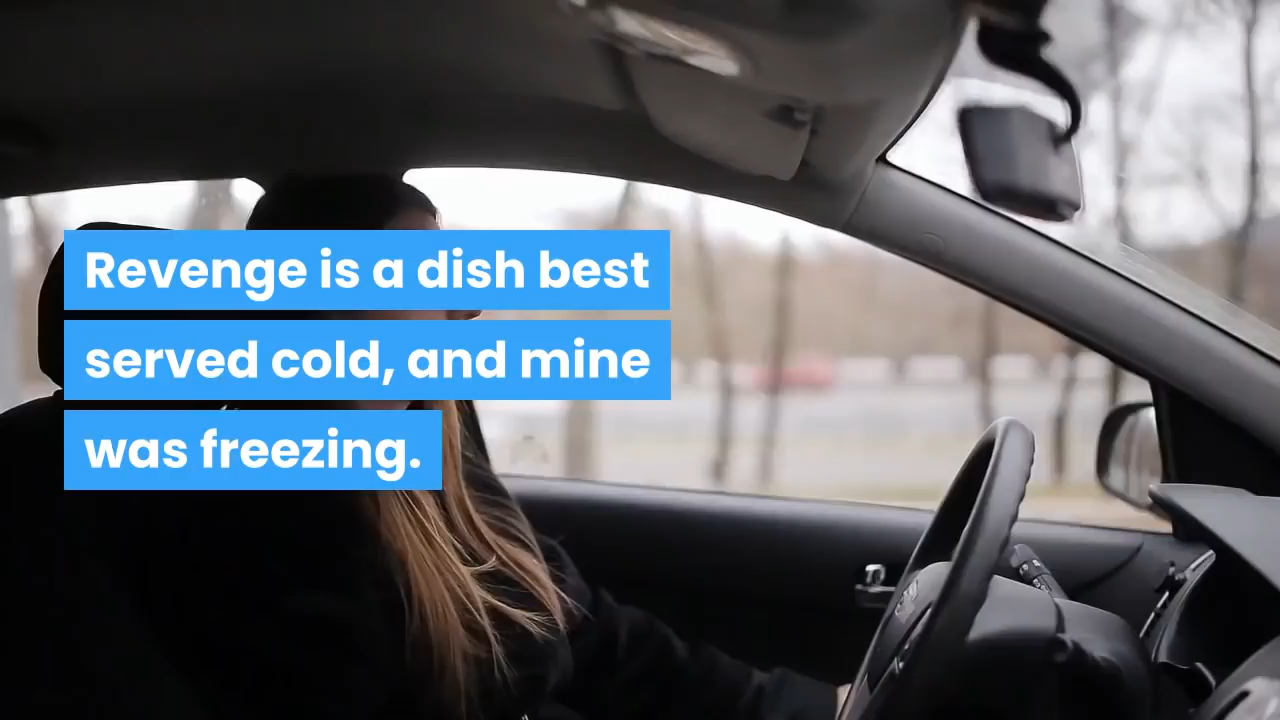 Revenge is a dish best
served cold, and mine
was freezing.